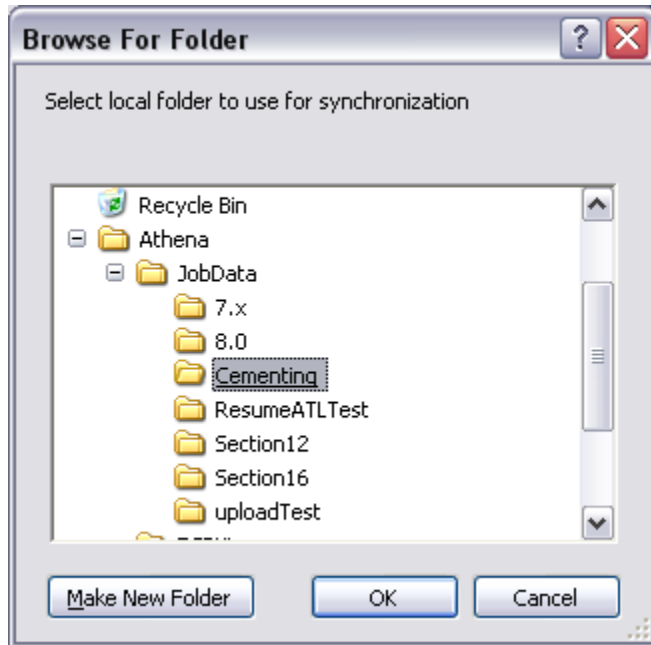 Browse For Folder
Select local folder to use for synchronization
Recycle Bin
Athena
JobData
7.x
8.0
Cementing
ResumeATLTest
Section12
Section16
uploadTest
Make New Folder
OK
Cancel